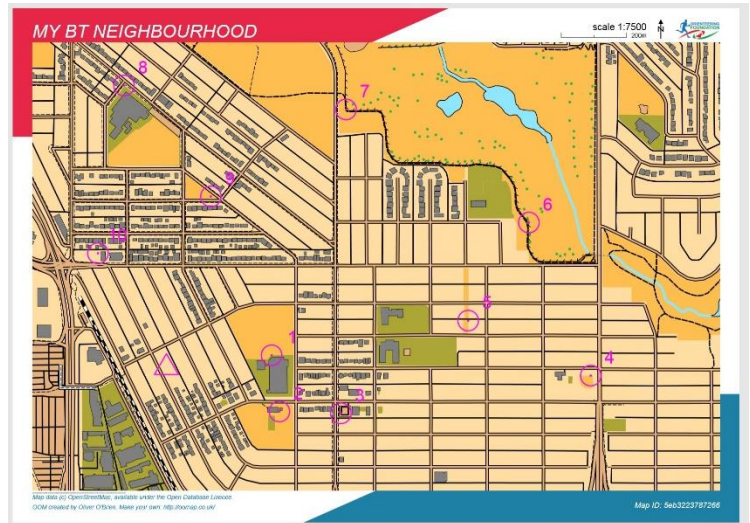 MY BT NEIGHBOURHOOD
scale 1:7500
200m
N
ORIENTEERING
FOUNDATION
8
7
9
6
10
5
1
4
2
3
Map data (c) OpenStreetMap, available under the Open Database Licence.
OOM created by Oliver O'Brien. Make your own: http://oomap.co.uk/
Map ID: 5eb3223787266